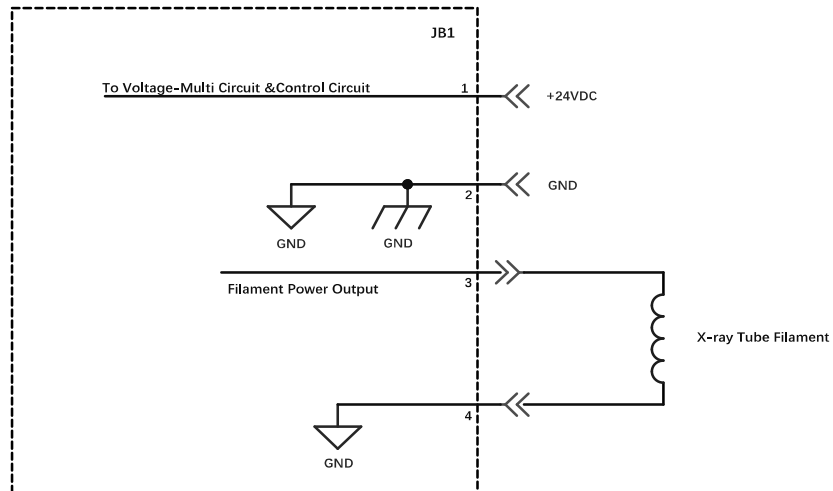 JB1
To Voltage-Multi Circuit &Control Circuit
1
+24VDC
2
GND
GND
GND
3
Filament Power Output
X-ray Tube Filament
4
GND